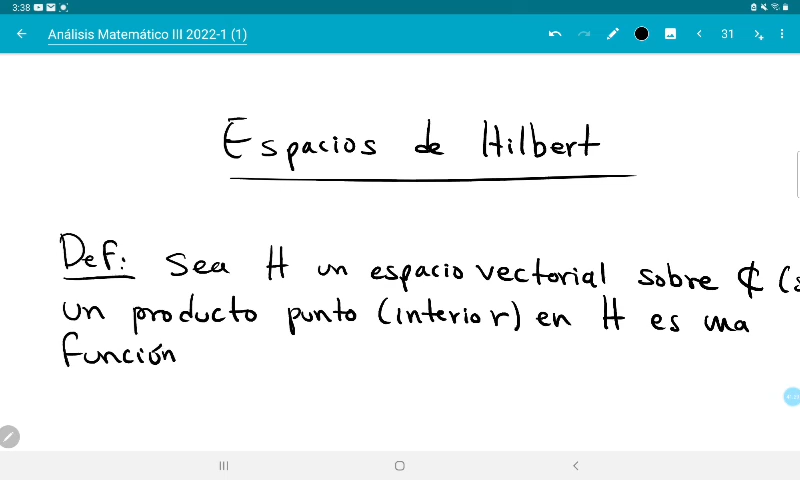 3:38
Análisis Matemático III 2022-1 (1)
31
Espacios de Hilbert
Def: Sea H un espacio vectorial sobre ₵ (
un producto punto (interior) en H es una
función